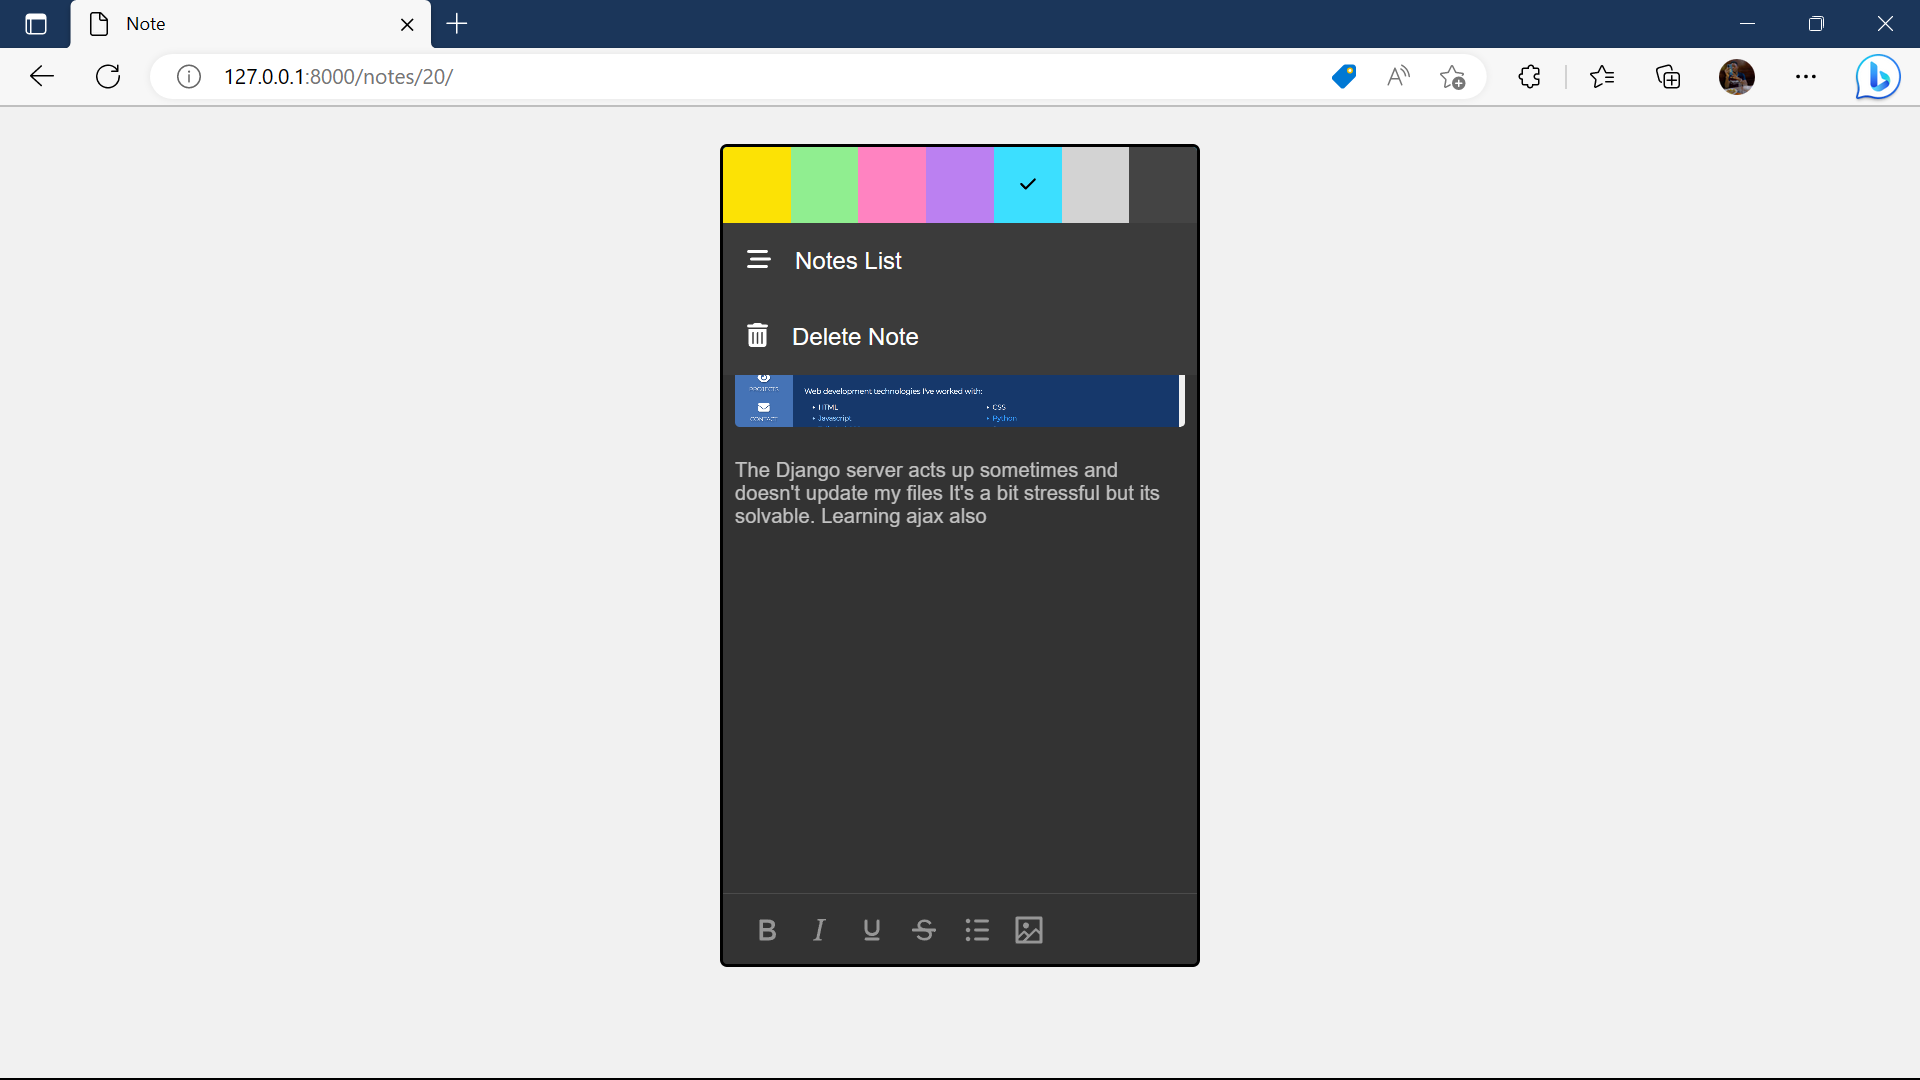 Note
127.0.0.1:8000/notes/20/
Notes List
Delete Note
PROJECTS
Web development technologies I've worked with:
HTML
CSS
CONTACT
Javascript
Python
The Django server acts up sometimes and
doesn't update my files It's a bit stressful but its
solvable. Learning ajax also
B I U S